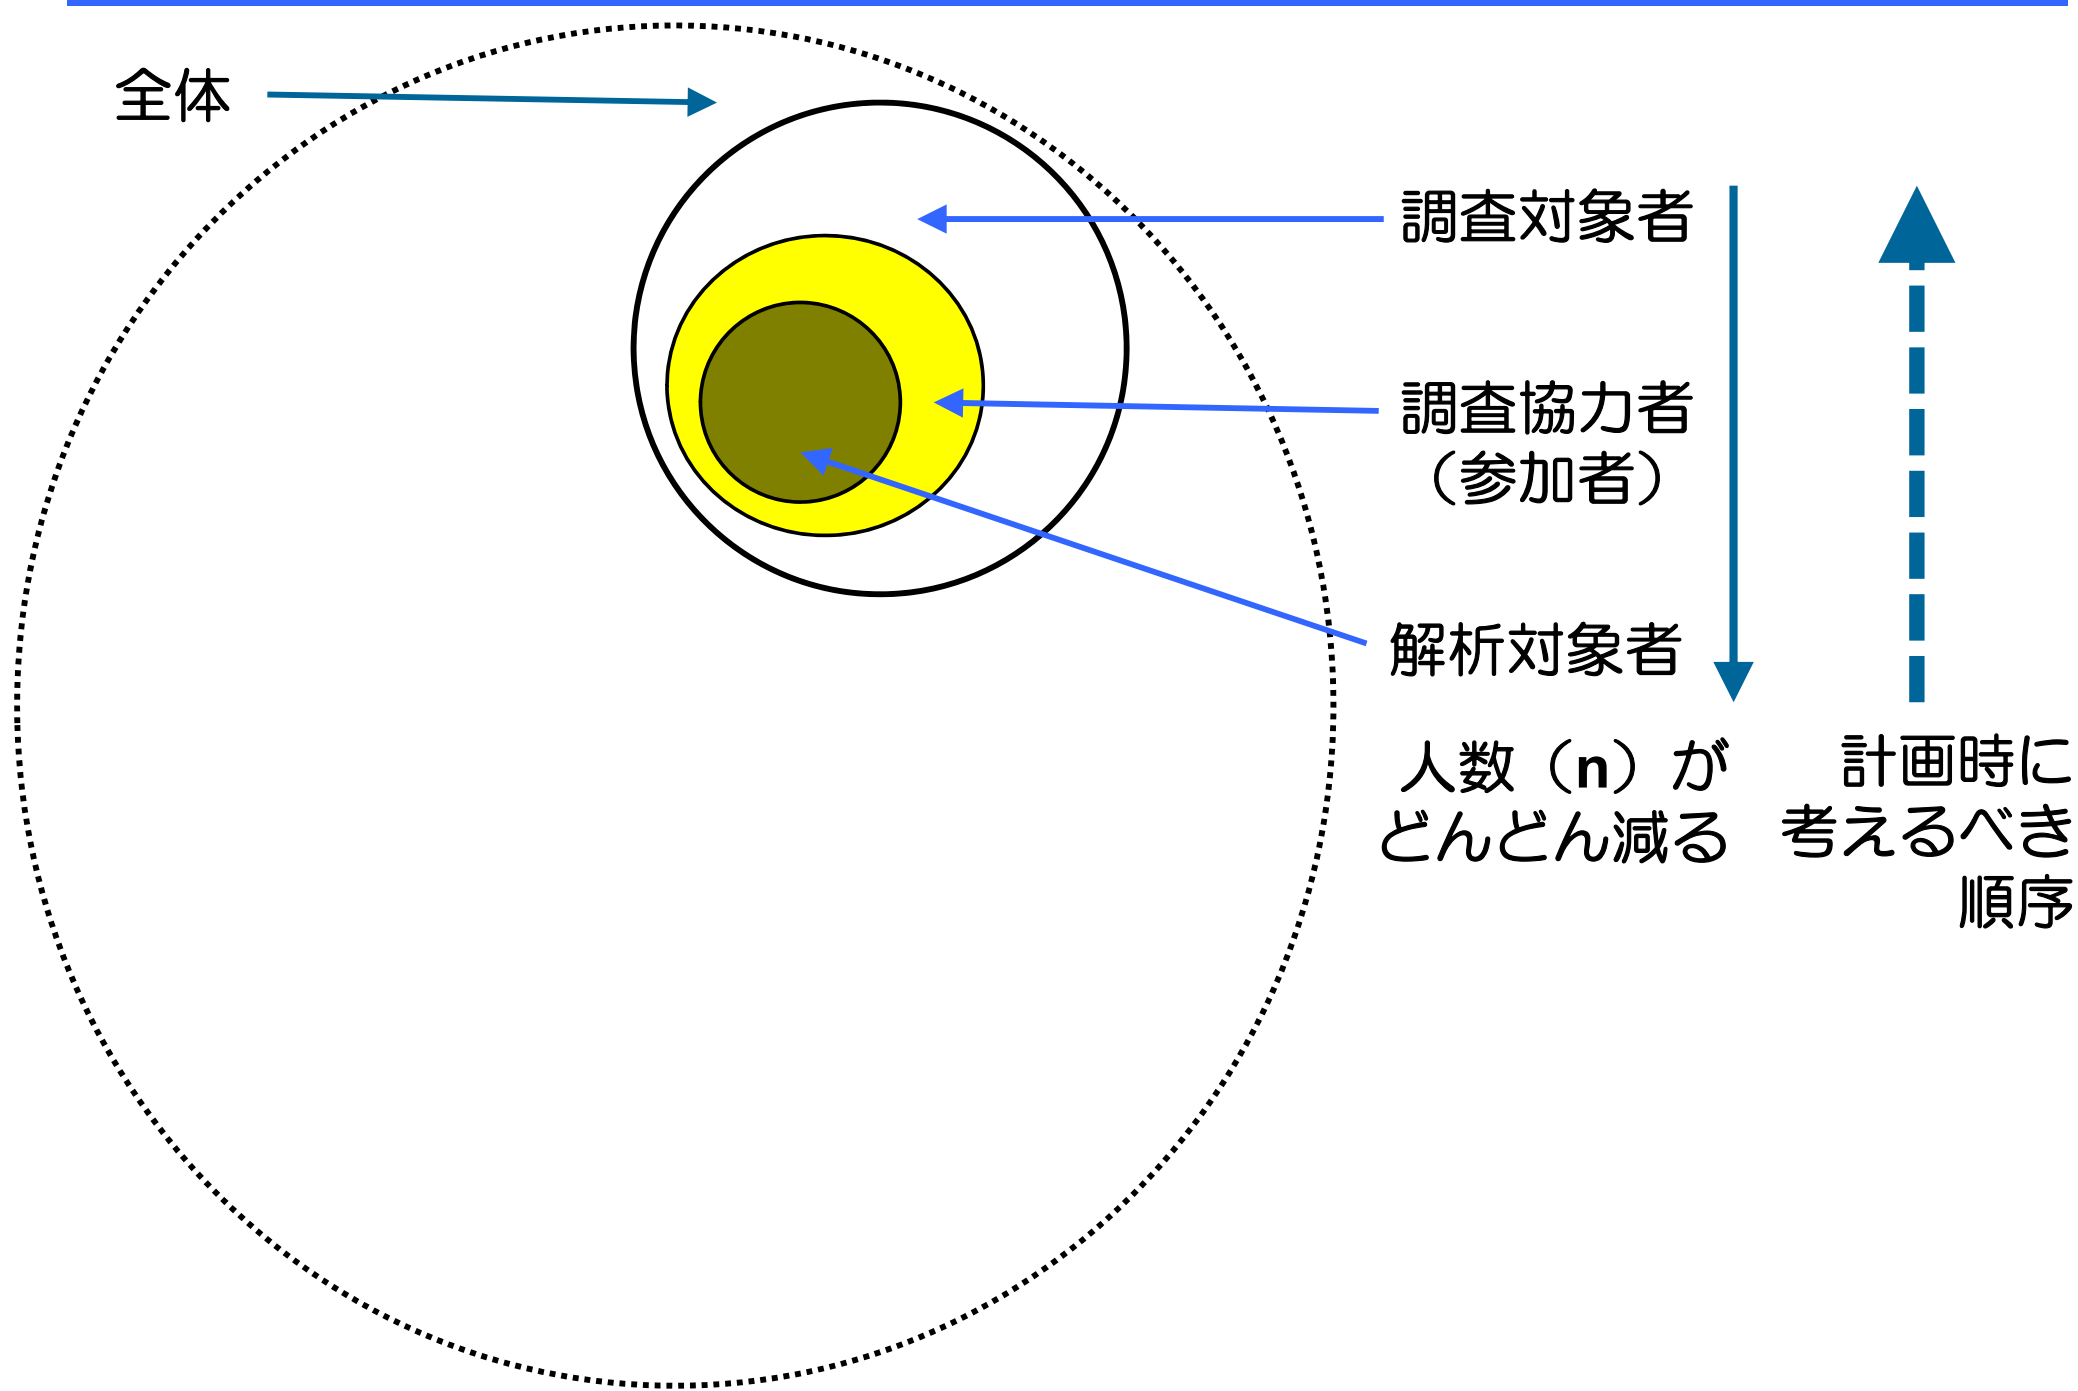 全体
調査対象者
調査協力者
（参加者）
解析対象者
人数（n）が
どんどん減る
計画時に
考えるべき
順序